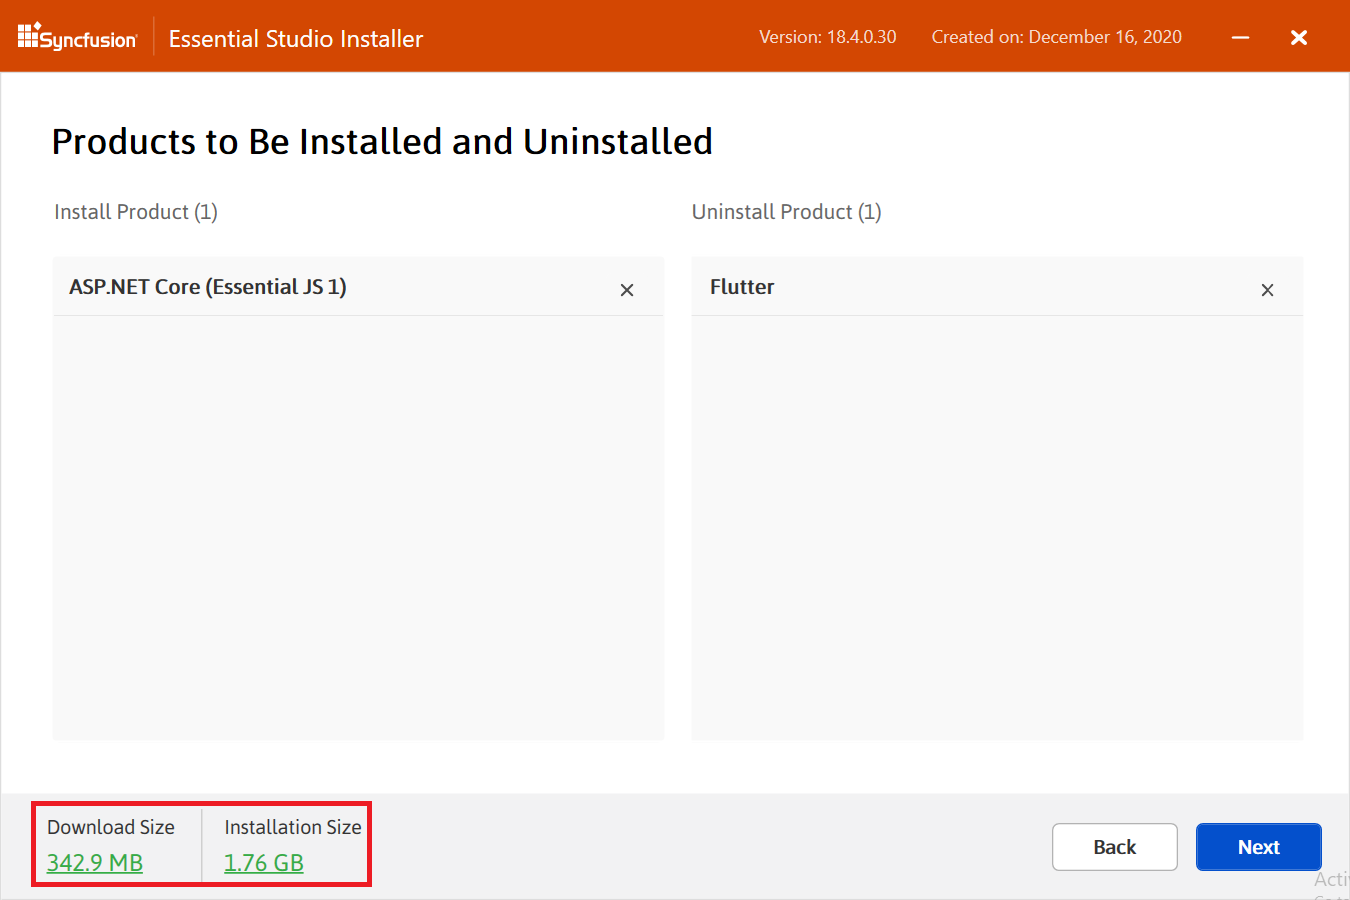 Syncfusion
Essential Studio Installer
Version: 18.4.0.30
Created on: December 16, 2020
Products to Be Installed and Uninstalled
Install Product (1)
Uninstall Product (1)
ASP.NET Core (Essential JS 1)
Flutter
Download Size
Installation Size
342.9 MB
1.76 GB
Back
Next